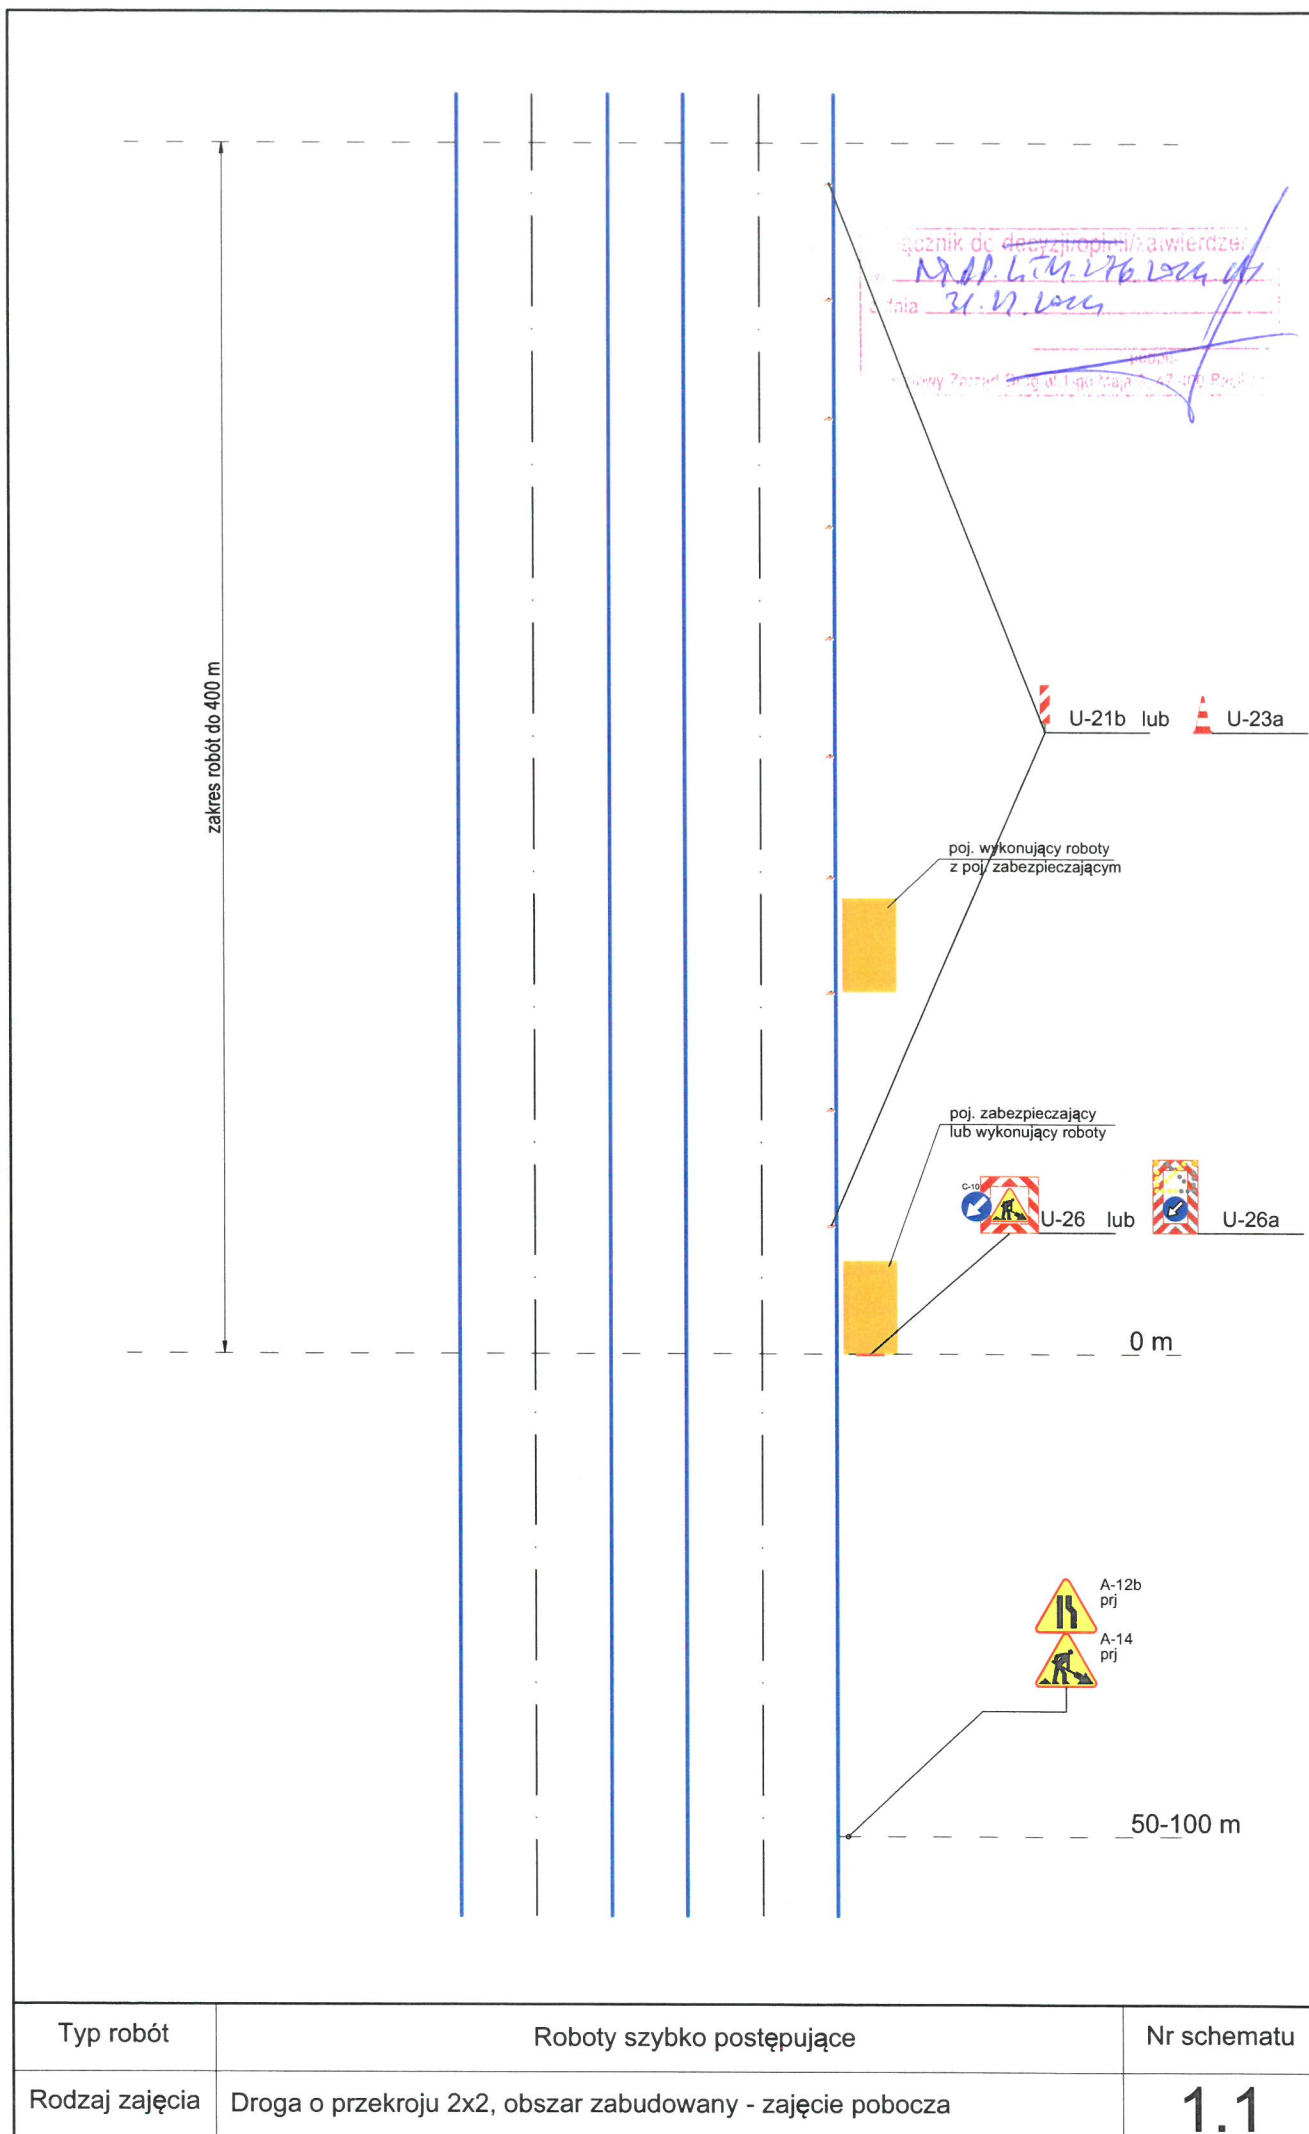 zakres robót do 400 m
decyzji/opinii/
U-21b lub U-23a
poj. wykonujący roboty
z poj. zabezpieczającym
poj. zabezpieczający
lub wykonujący roboty
C-10
U-26 lub U-26a
0 m
A-12b
prj
A-14
prj
50-100 m
Typ robót
Roboty szybko postępujące
Nr schematu
Rodzaj zajęcia
Droga o przekroju 2x2, obszar zabudowany - zajęcie pobocza
1.1